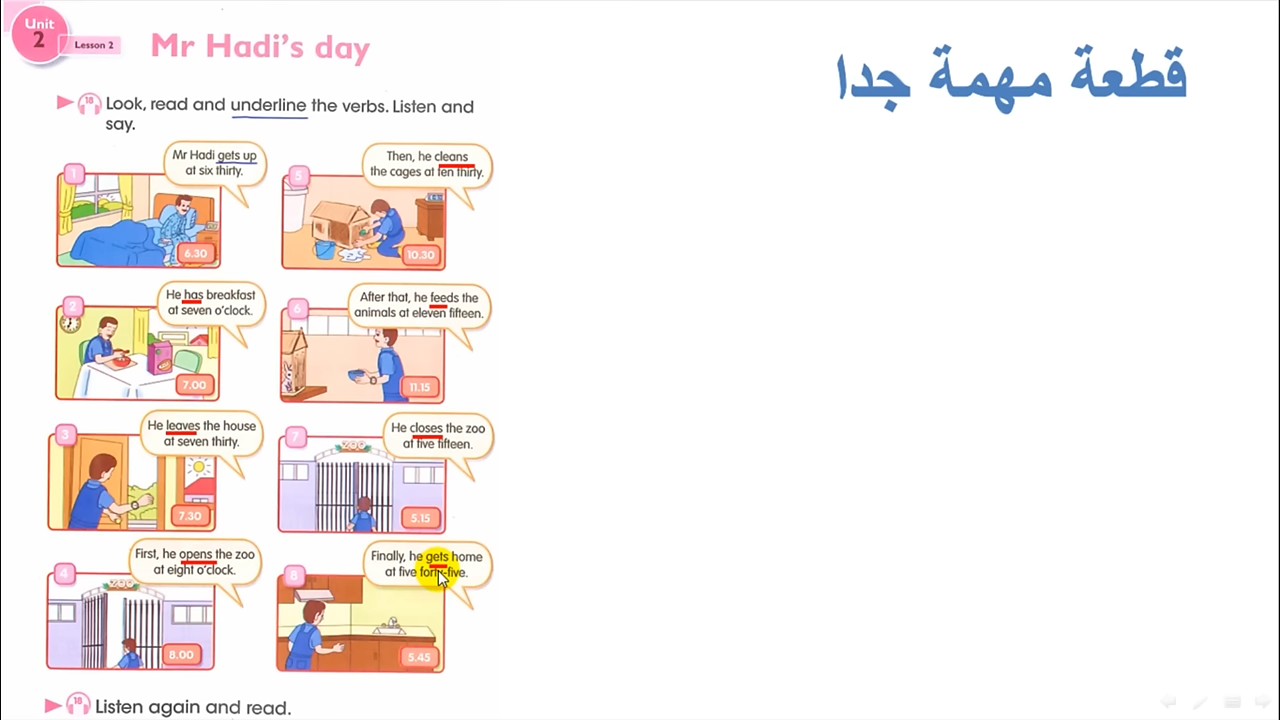 Unit
2
Lesson 2
Mr Hadi's day
قطعة مهمة جدا
18
Look, read and underline the verbs. Listen and
say.
1
Mr Hadi gets up
at six thirty.
6.30
2
He has breakfast
at seven o'clock.
7.00
3
He leaves the house
at seven thirty.
7.30
4
First, he opens the zoo
at eight o'clock.
ZOO
8.00
5
Then, he cleans
the cages at ten thirty.
10.30
6
After that, he feeds the
animals at eleven fifteen.
11.15
7
He closes the zoo
at five fifteen.
ZOO
5.15
8
Finally, he gets home
at five forty-five.
5.45
18
Listen again and read.